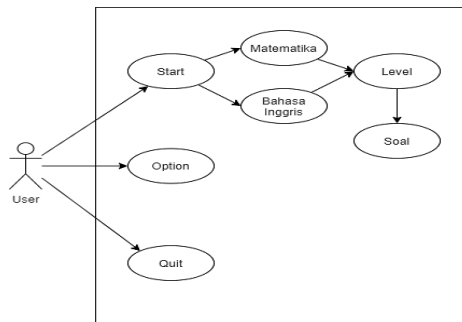 Matematika
Start
Level
Bahasa
Inggris
Soal
Option
User
Quit